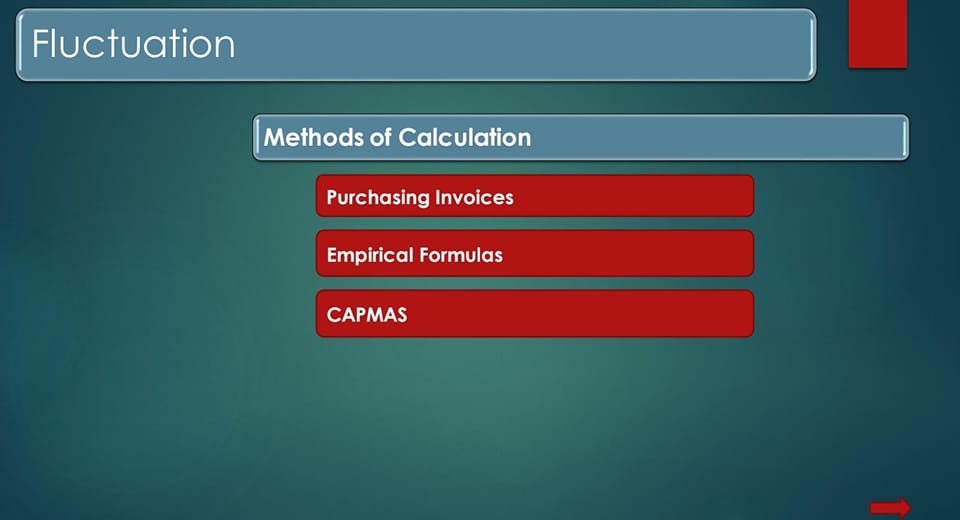 Fluctuation
Methods of Calculation
Purchasing Invoices
Empirical Formulas
CAPMAS